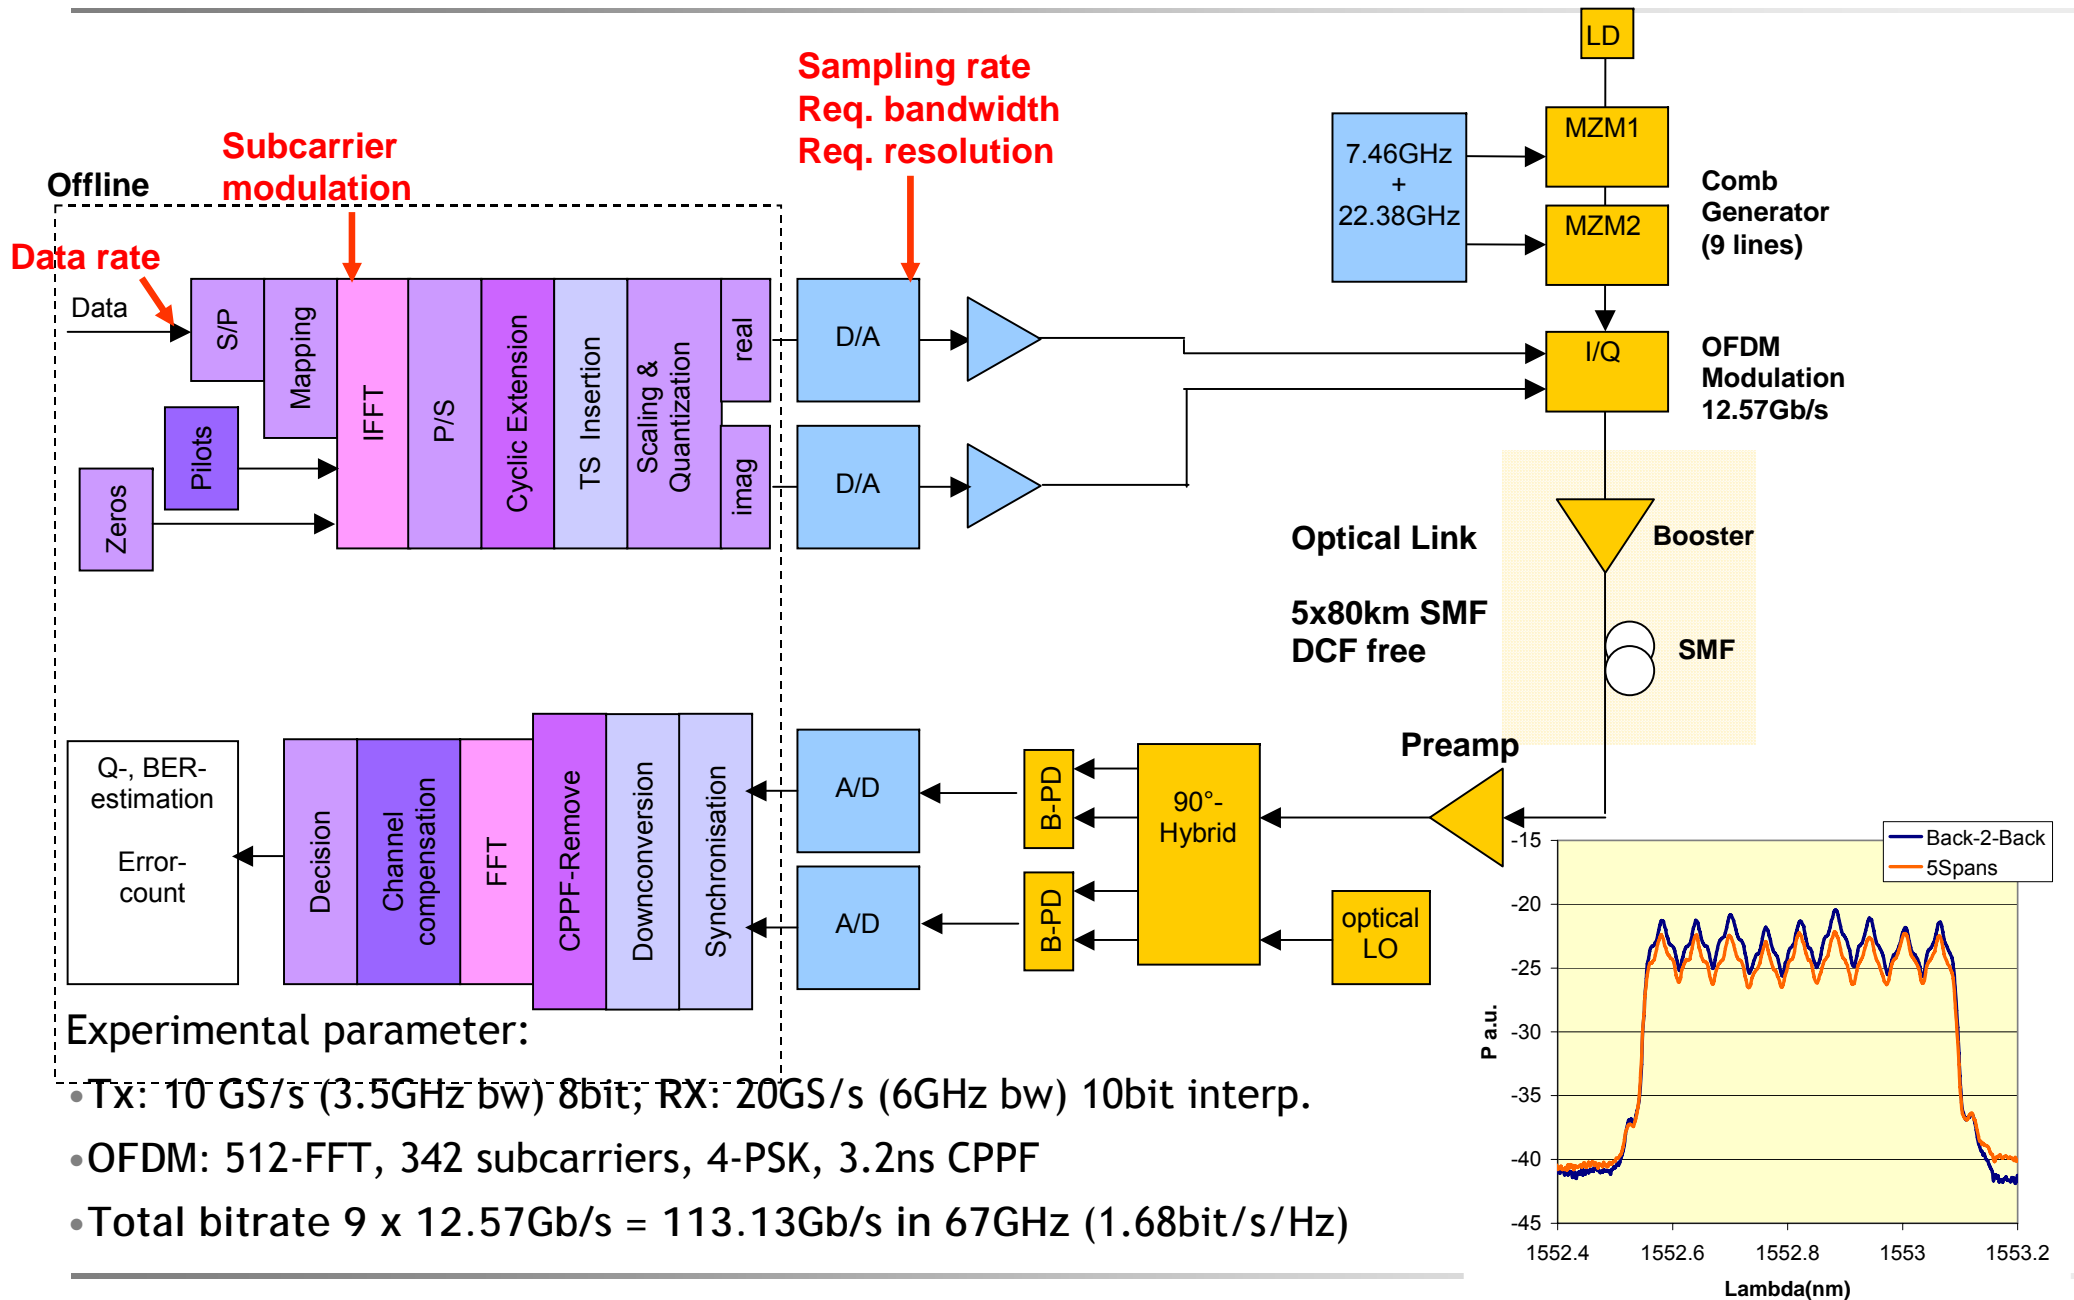 Sampling rate
Req. bandwidth
Req. resolution
Subcarrier
modulation
Offline
Data rate
Data
S/P
Mapping
IFFT
P/S
Cyclic Extension
TS Insertion
Scaling &
Quantization
real
imag
Pilots
Zeros
D/A
D/A
LD
MZM1
MZM2
7.46GHz
+
22.38GHz
Comb
Generator
(9 lines)
I/Q
OFDM
Modulation
12.57Gb/s
Optical Link
5x80km SMF
DCF free
Booster
SMF
Preamp
Q-, BER-
estimation
Error-
count
Decision
Channel
compensation
FFT
CPPF-Remove
Downconversion
Synchronisation
A/D
A/D
B-PD
B-PD
90°-
Hybrid
optical
LO
Experimental parameter:
•Tx: 10 GS/s (3.5GHz bw) 8bit; RX: 20GS/s (6GHz bw) 10bit interp.
•OFDM: 512-FFT, 342 subcarriers, 4-PSK, 3.2ns CPPF
•Total bitrate 9 x 12.57Gb/s = 113.13Gb/s in 67GHz (1.68bit/s/Hz)
Back-2-Back
5Spans
-15
-20
-25
-30
-35
-40
-45
P a.u.
1552.4 1552.6 1552.8 1553 1553.2
Lambda(nm)